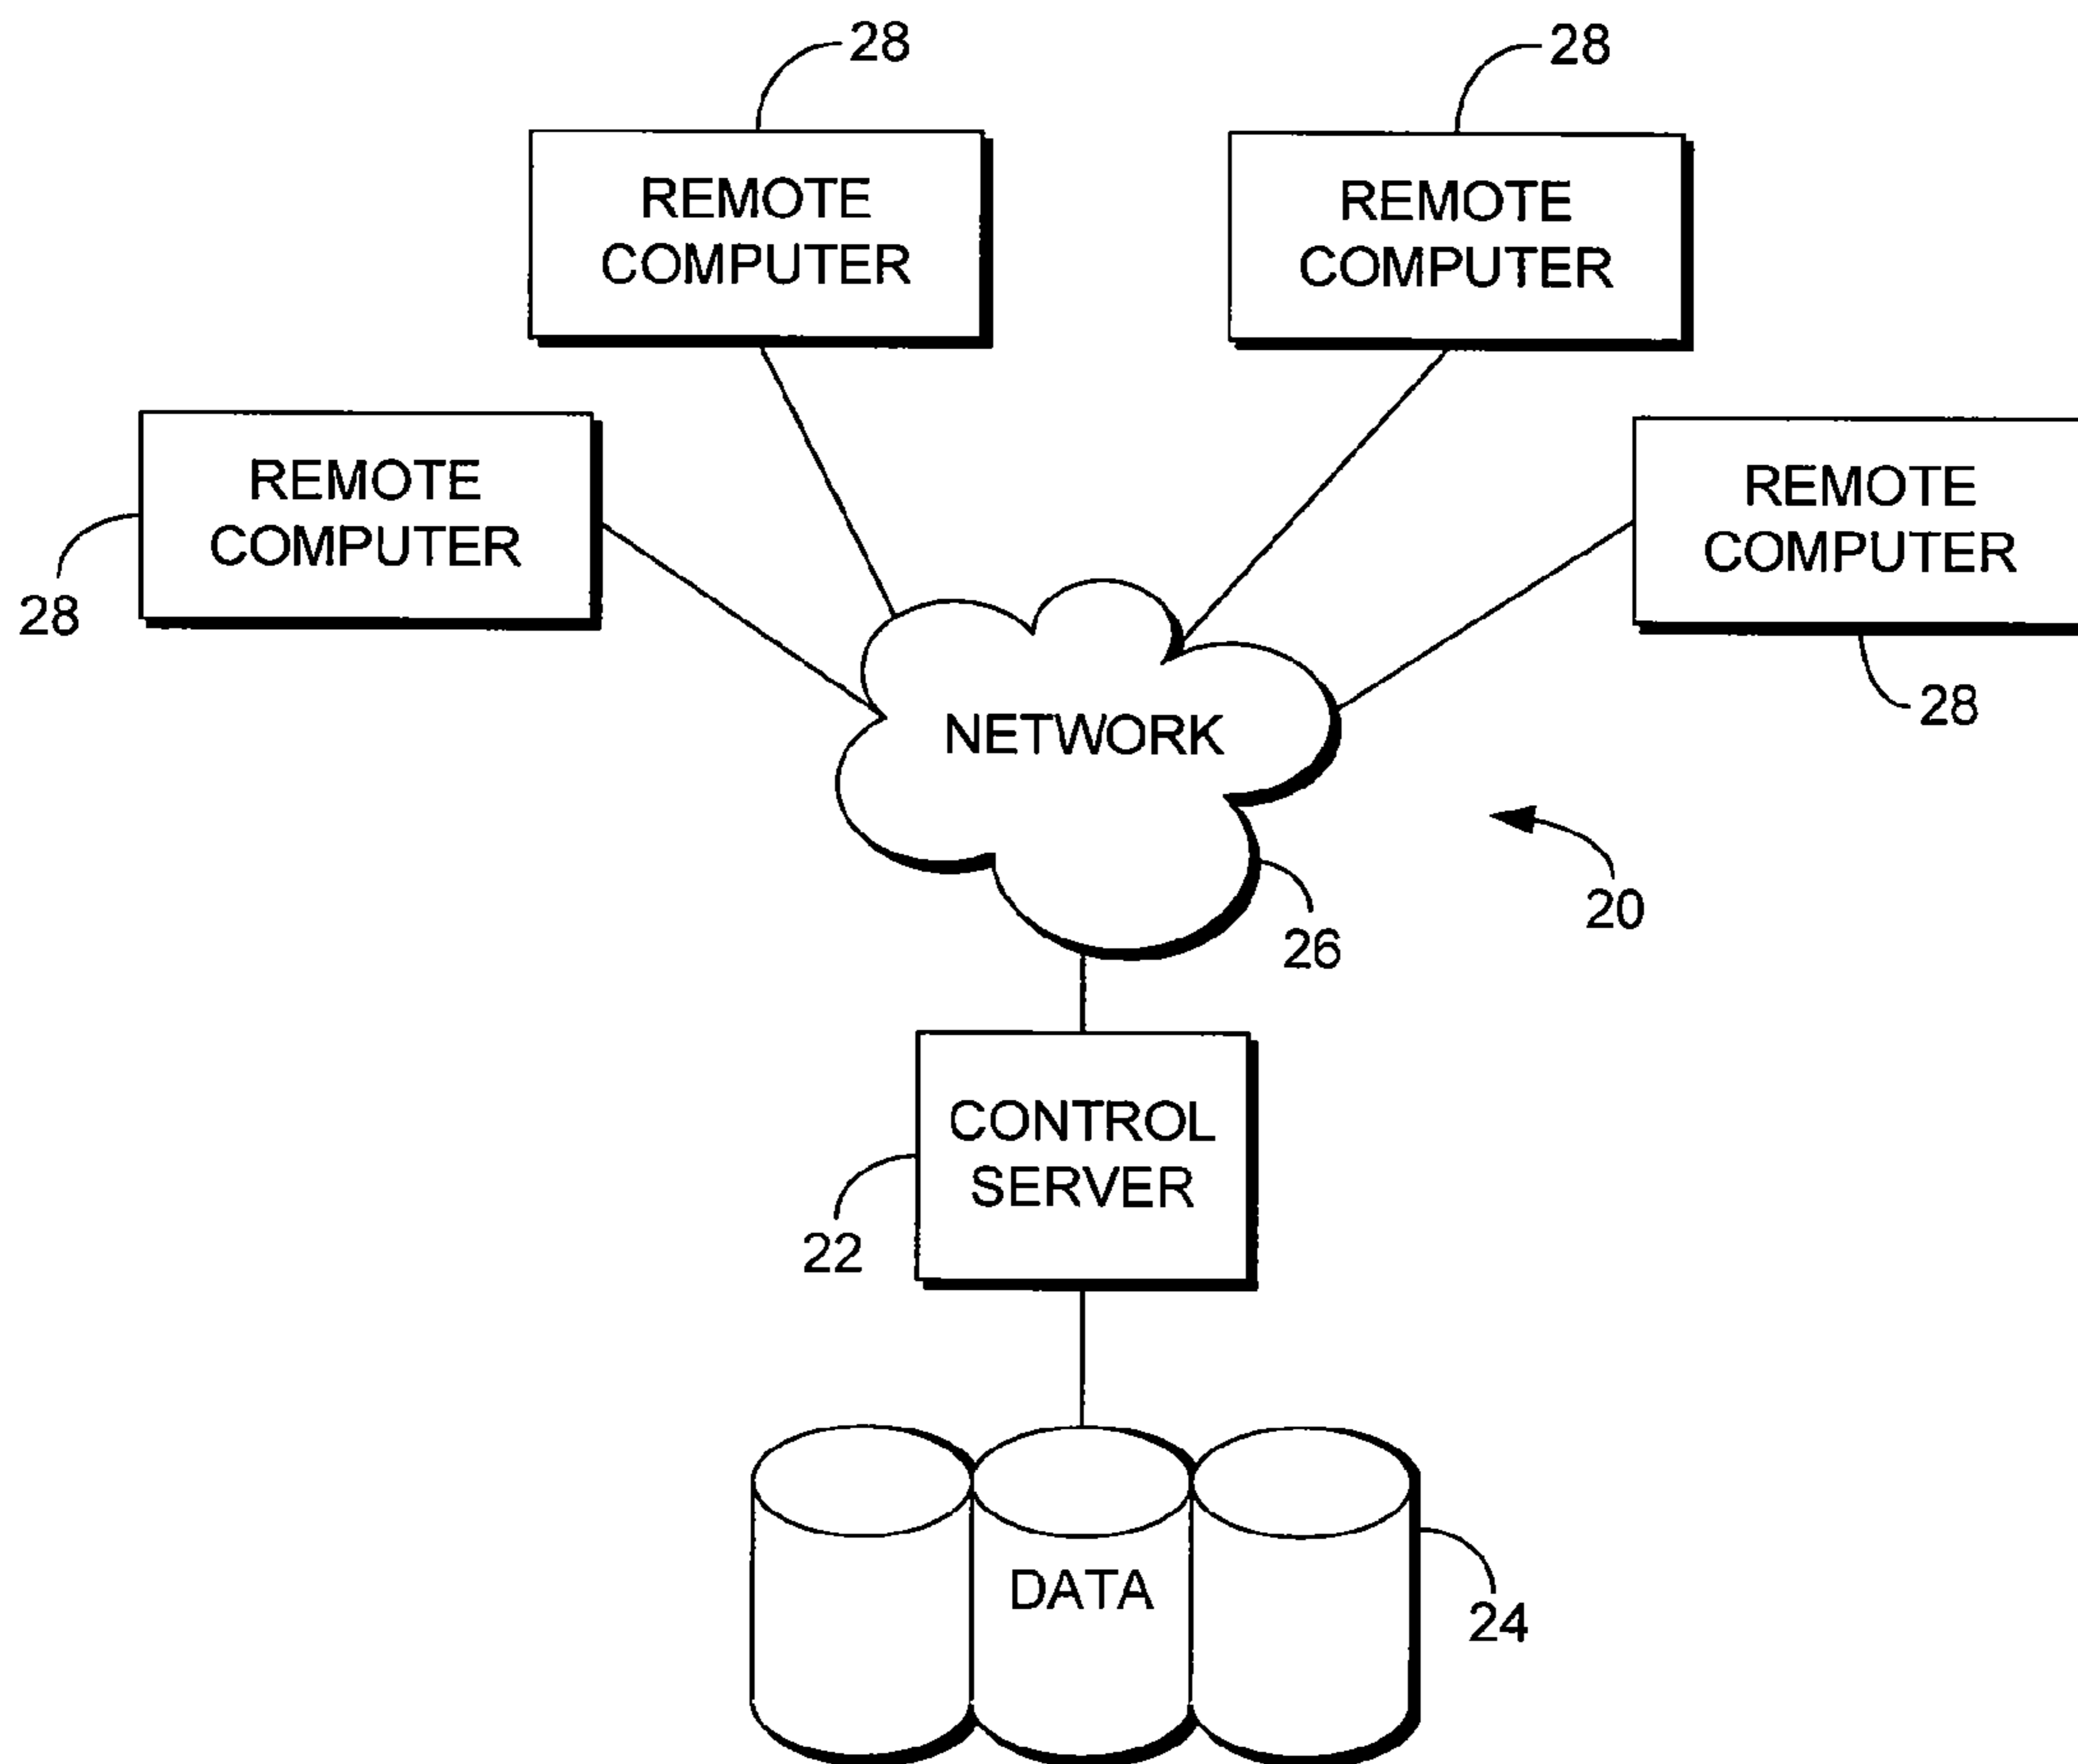 28
28
REMOTE
COMPUTER
REMOTE
COMPUTER
REMOTE
COMPUTER
REMOTE
COMPUTER
28
28
NETWORK
20
26
CONTROL
SERVER
22
DATA
24